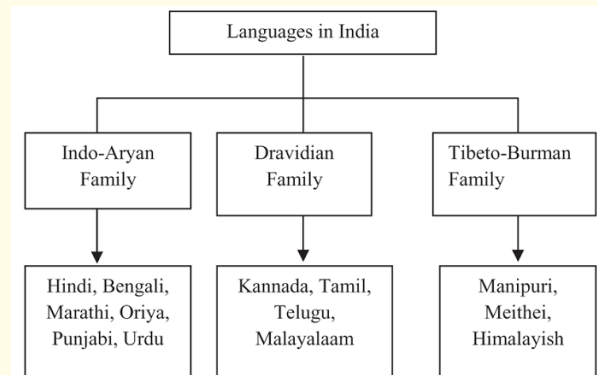 Languages in India
Indo-Aryan
Family
Dravidian
Family
Tibeto-Burman
Family
Hindi, Bengali,
Marathi, Oriya,
Punjabi, Urdu
Kannada, Tamil,
Telugu,
Malayalaam
Manipuri,
Meithei,
Himalayish